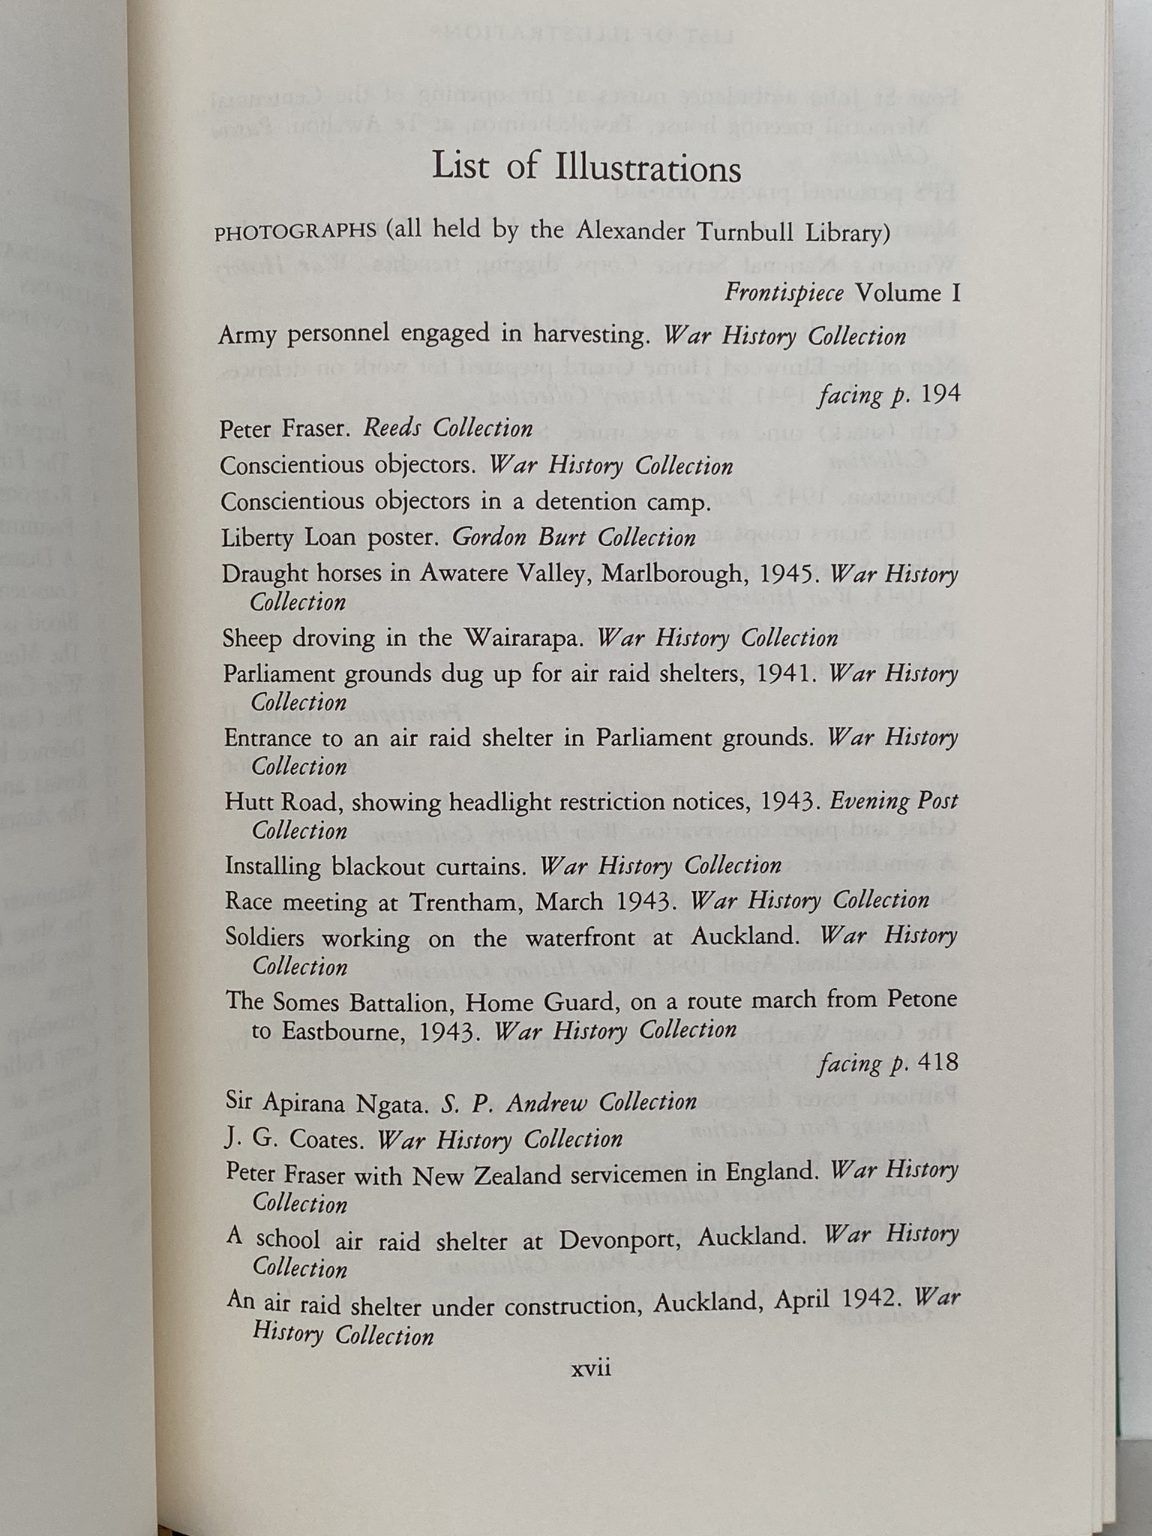 List of Illustrations
PHOTOGRAPHS (all held by the Alexander Turnbull Library)
Frontispiece Volume I
Army personnel engaged in harvesting. War History Collection
facing p. 194
Peter Fraser. Reeds Collection
Conscientious objectors. War History Collection
Conscientious objectors in a detention camp.
Liberty Loan poster. Gordon Burt Collection
Draught horses in Awatere Valley, Marlborough, 1945. War History
Collection
Sheep droving in the Wairarapa. War History Collection
Parliament grounds dug up for air raid shelters, 1941. War History
Collection
Entrance to an air raid shelter in Parliament grounds. War History
Collection
Hutt Road, showing headlight restriction notices, 1943. Evening Post
Collection
Installing blackout curtains. War History Collection
Race meeting at Trentham, March 1943. War History Collection
Soldiers working on the waterfront at Auckland. War History
Collection
The Somes Battalion, Home Guard, on a route march from Petone
to Eastbourne, 1943. War History Collection
facing p. 418
Sir Apirana Ngata. S. P. Andrew Collection
J. G. Coates. War History Collection
Peter Fraser with New Zealand servicemen in England. War History
Collection
A school air raid shelter at Devonport, Auckland. War History
Collection
An air raid shelter under construction, Auckland, April 1942. War
History Collection
xvii